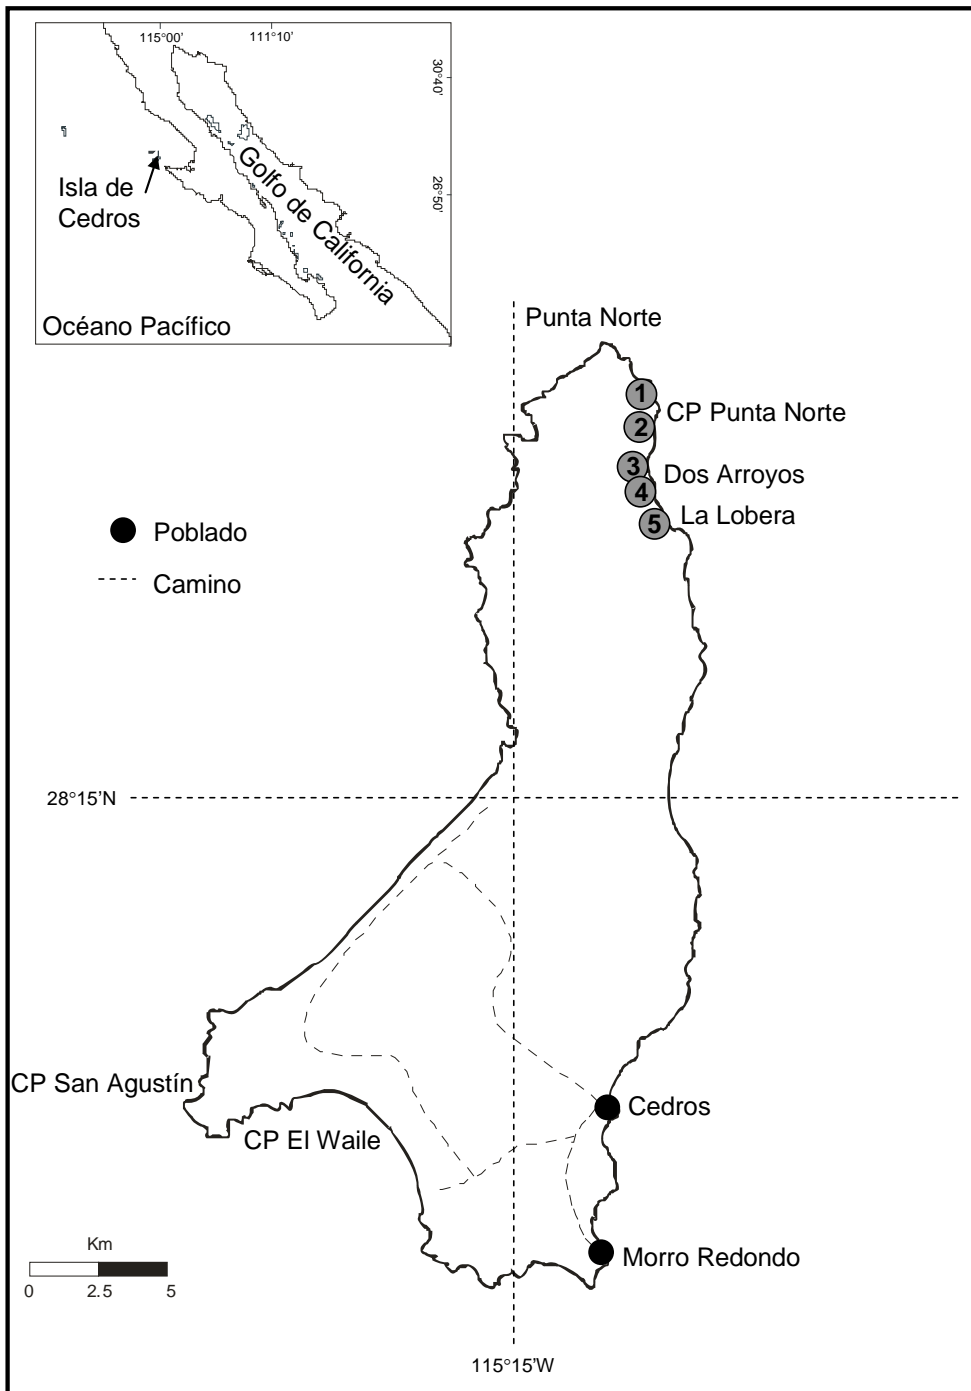 115°00'
111°10'
30°40'
26°50'
Golfo de California
Isla de
Cedros
Océano Pacífico
Punta Norte
1
CP Punta Norte
2
3
Dos Arroyos
4
La Lobera
5
Poblado
Camino
28°15'N
CP San Agustín
Cedros
CP El Waile
Km
Morro Redondo
0 2.5 5
115°15'W